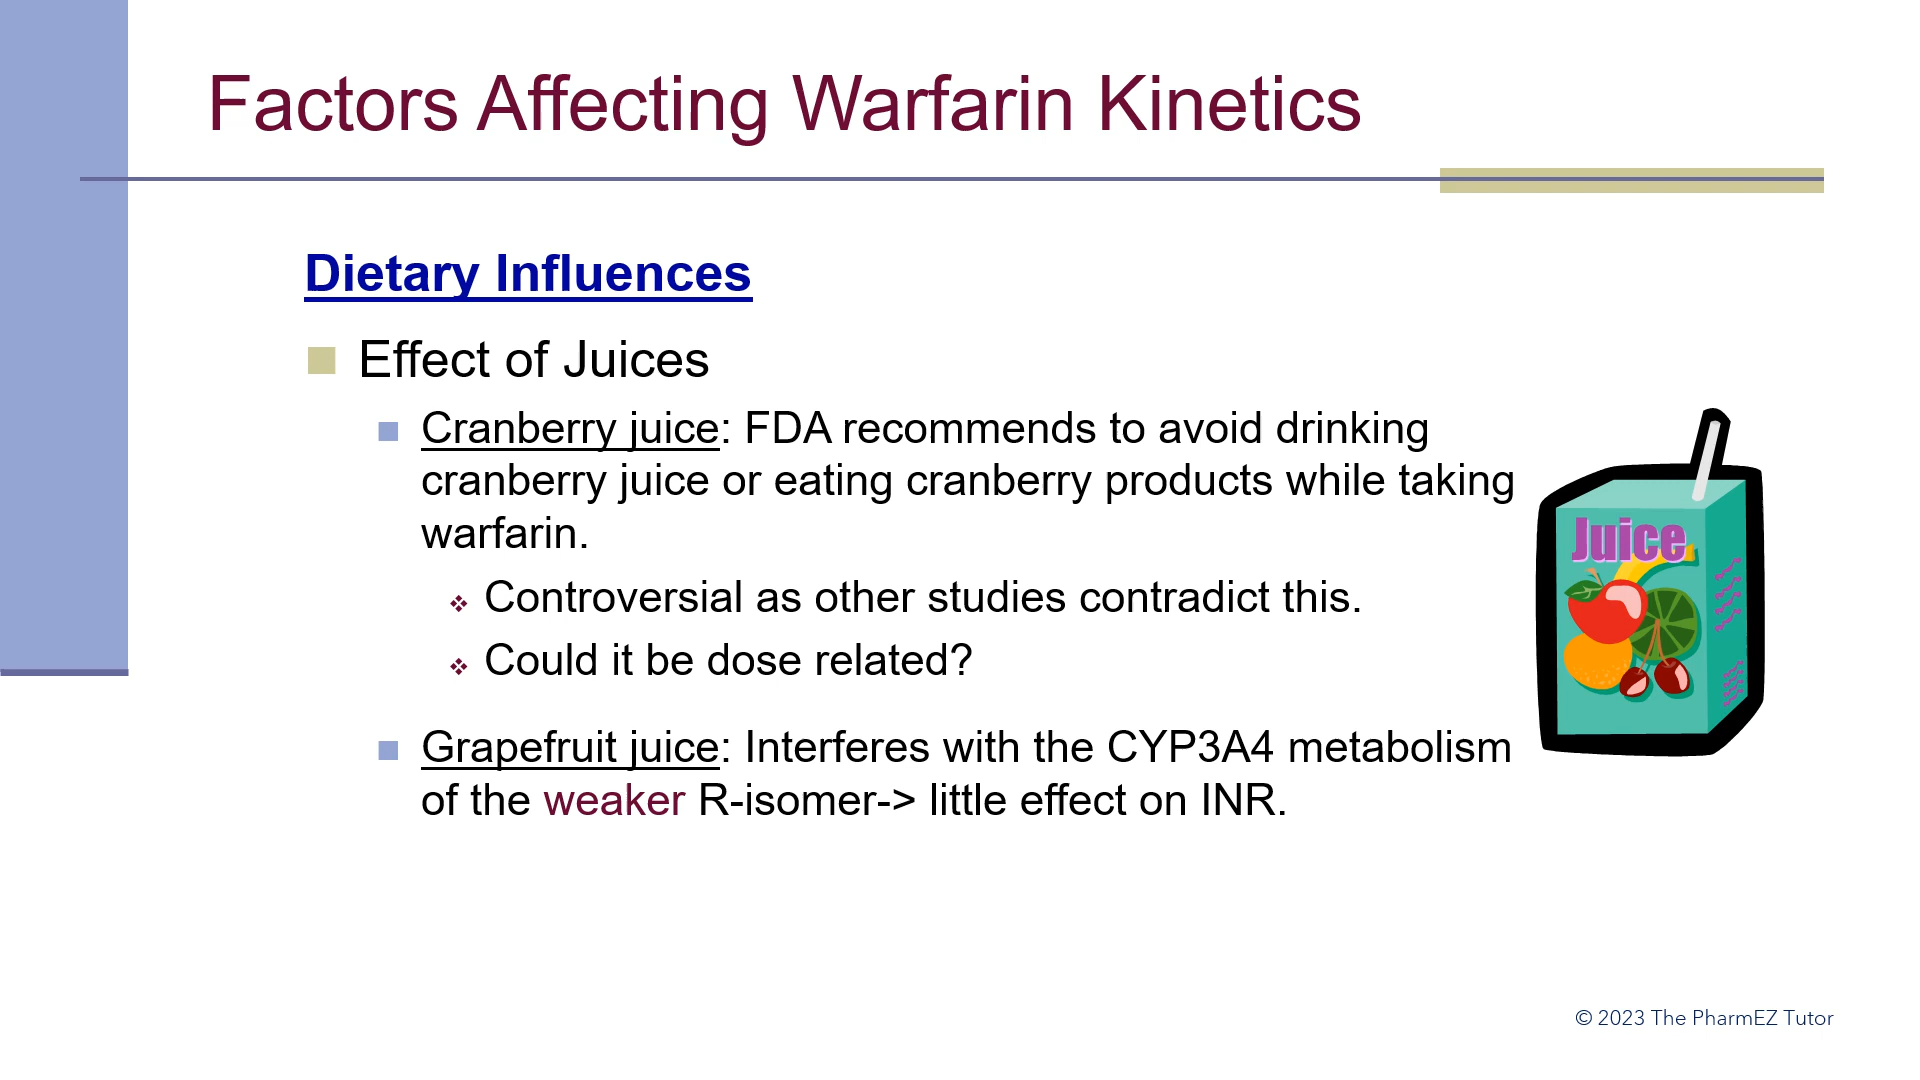 Factors Affecting Warfarin Kinetics
Dietary Influences
Effect of Juices
Cranberry juice: FDA recommends to avoid drinking
cranberry juice or eating cranberry products while taking
warfarin.
Controversial as other studies contradict this.
Could it be dose related?
Juice
Grapefruit juice: Interferes with the CYP3A4 metabolism
of the weaker R-isomer-> little effect on INR.
© 2023 The PharmEZ Tutor